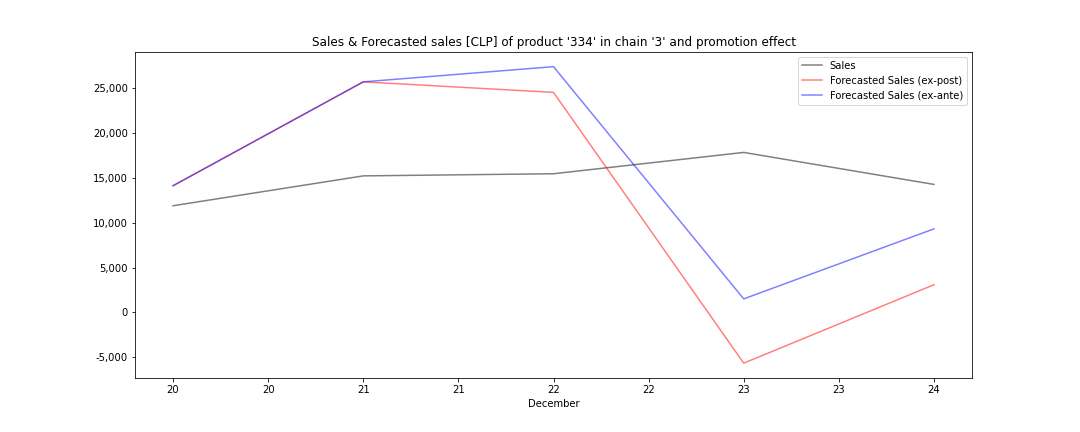 Sales & Forecasted sales [CLP] of product '334' in chain '3' and promotion effect
Sales
Forecasted Sales (ex-post)
Forecasted Sales (ex-ante)
25,000
20,000
15,000
10,000
5,000
0
-5,000
20 20 21 21 22 22 23 23 24
December